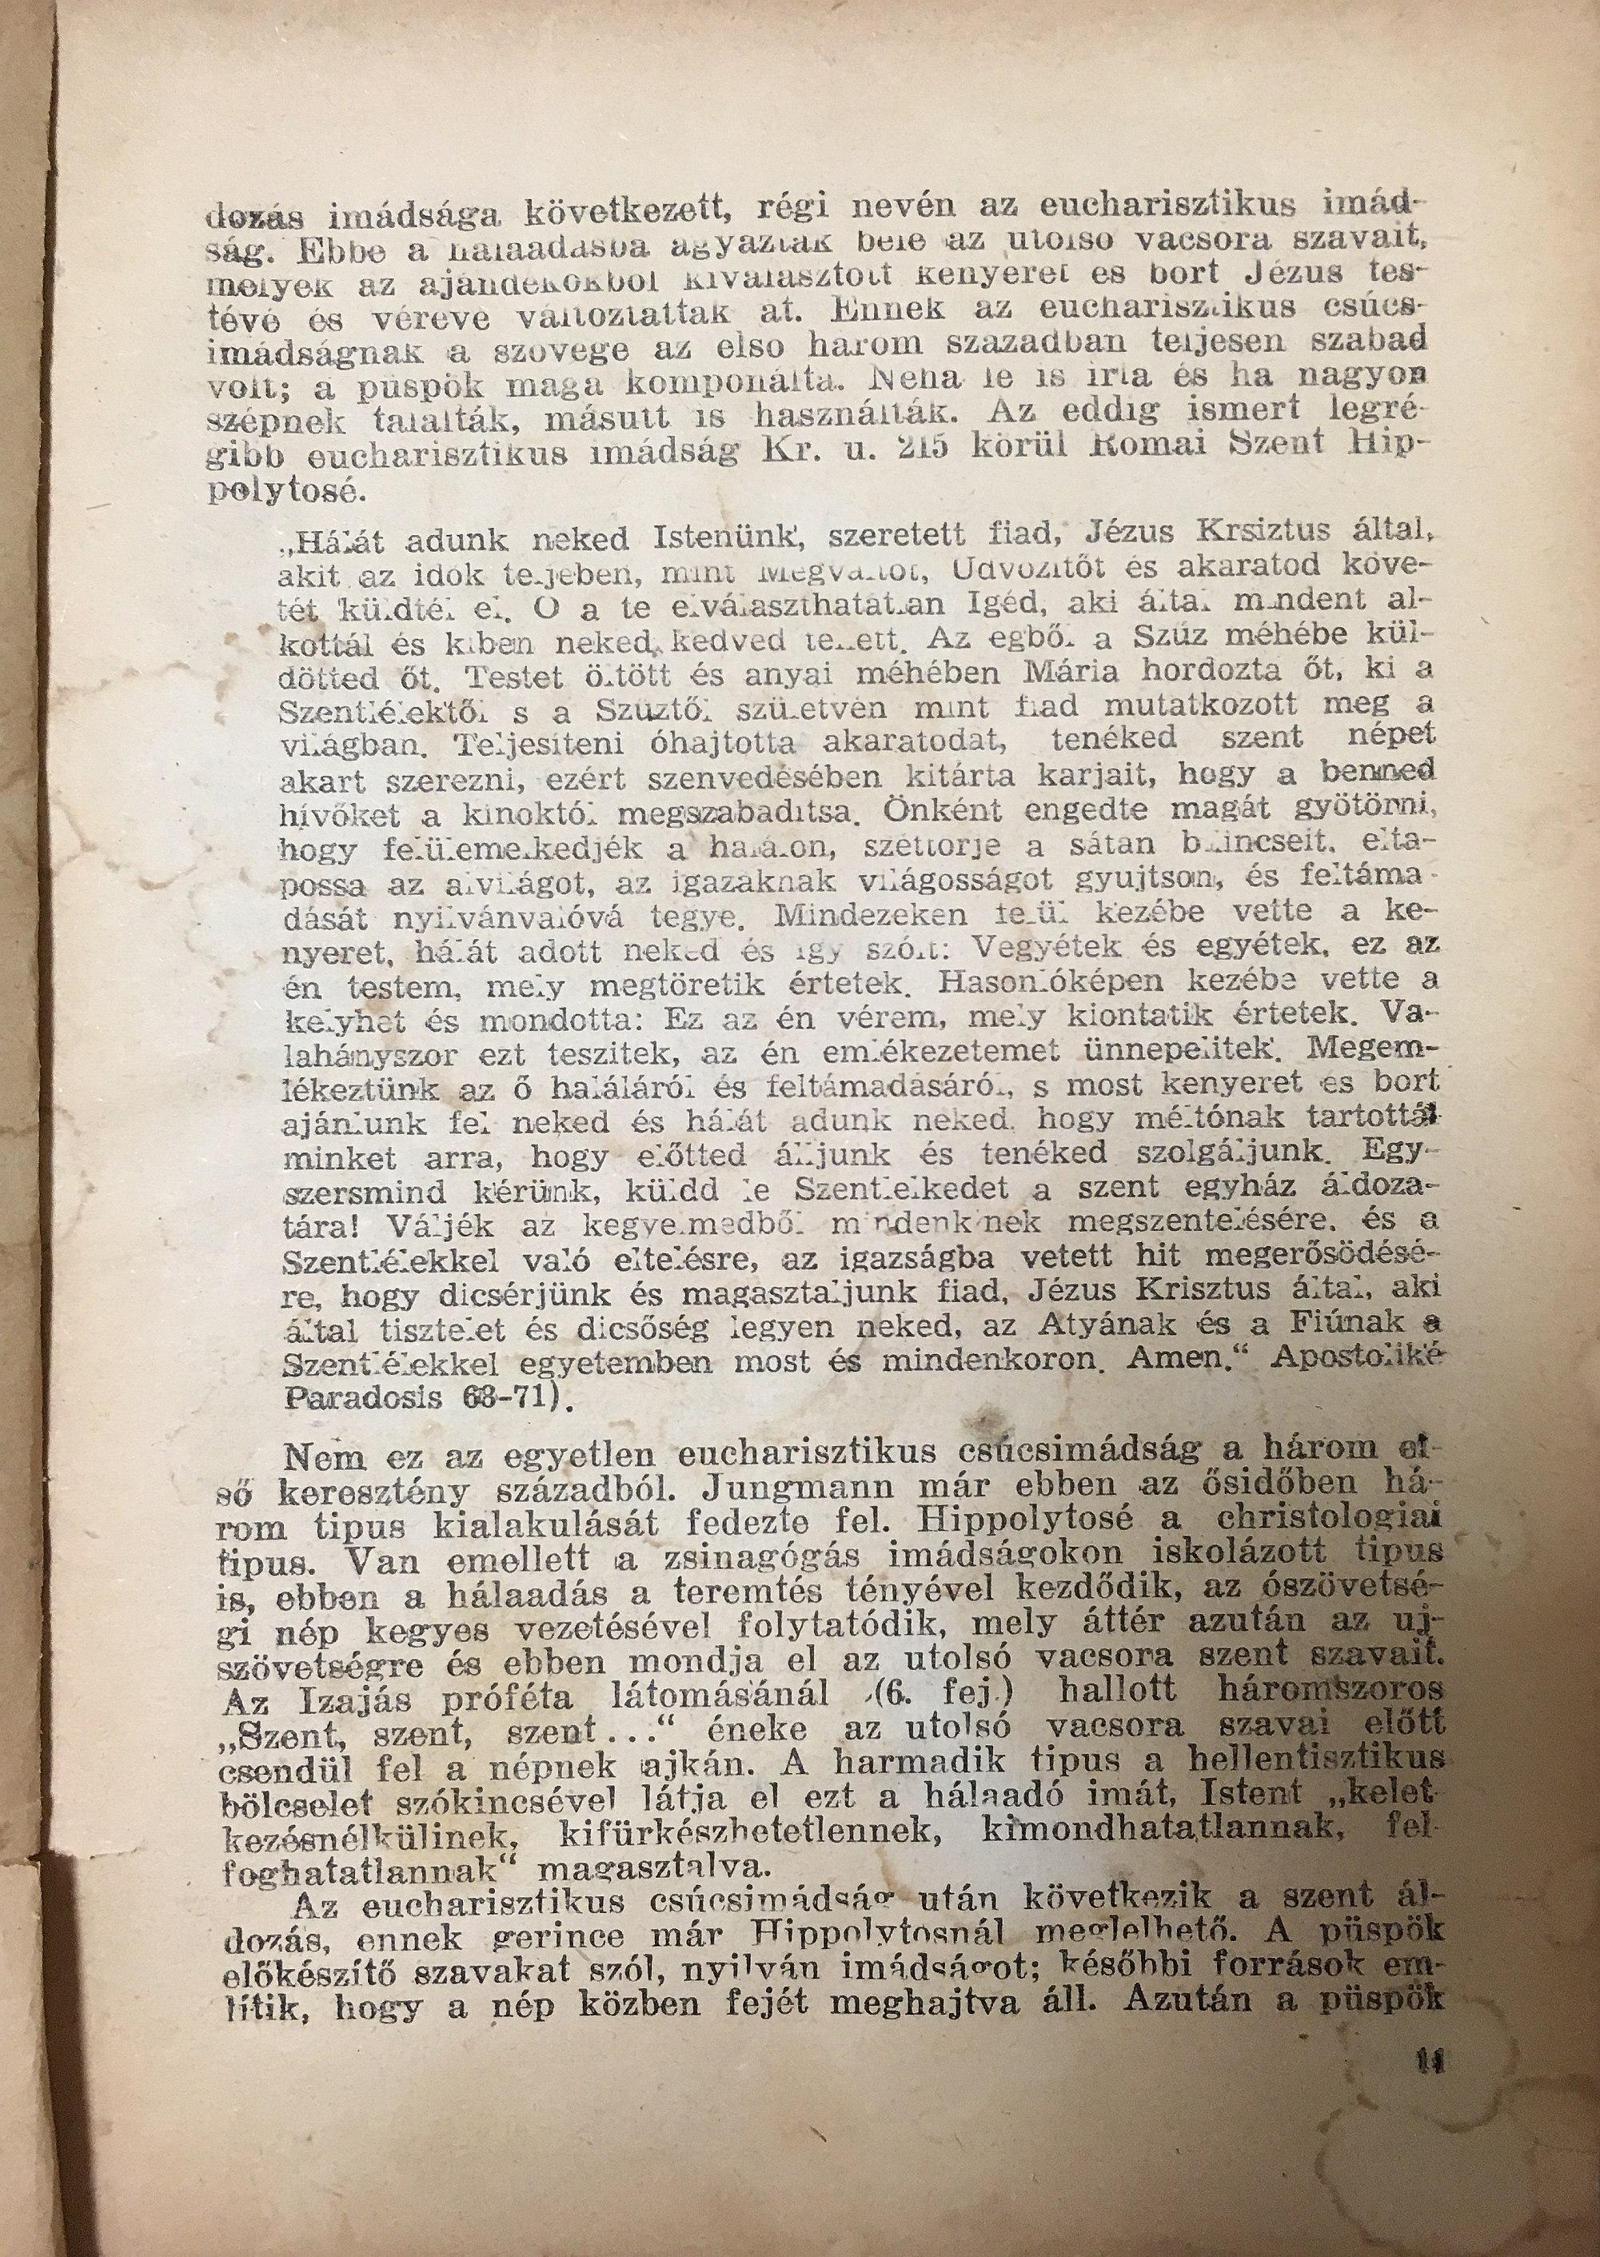 dozás imádsága következett, régi nevén az eucharisztikus imád-
ság. Ebbe a hálaadásba ágyazták bele az utolsó vacsora szavait,
melyek az ajándékokból kiválasztott kenyeret és bort Jézus tes-
tévé és vérévé változtatták át. Ennek az eucharisztikus csúcs-
imádságnak a szövege az első három században teljesen szabad
volt; a püspök maga komponálta. Néha le is írta és ha nagyon
szépnek találták, másutt is használták. Az eddig ismert legré-
gibb eucharisztikus imádság Kr. u. 215 körül Római Szent Hip-
polytosé.
„Hálát adunk neked Istenünk, szeretett fiad, Jézus Krsiztus által,
akit az idők teljében, mint Megváltót, Üdvözítőt és akaratod köve-
tét küldtél el. Ő a te elválaszthatatlan Igéd, aki által mindent al-
kottál és kiben neked kedved tellett. Az égből a Szűz méhébe kül-
dötted őt. Testet öltött és anyai méhében Mária hordozta őt, ki a
Szentlélektől s a Szűztől születvén mint fiad mutatkozott meg a
világban. Teljesíteni óhajtotta akaratodat, tenéked szent népet
akart szerezni, ezért szenvedésében kitárta karjait, hogy a benned
hívőket a kínoktól megszabadítsa. Önként engedte magát gyötörni,
hogy felülemelkedjék a halálon, széttörje a sátán bilincseit, elta-
possa az alvilágot, az igazaknak világosságot gyujtson, és feltáma-
dását nyilvánvalóvá tegye. Mindezeken felül kezébe vette a ke-
nyeret, hálát adott neked és így szólt: Vegyétek és egyétek, ez az
én testem, mely megtöretik értetek. Hasonlóképen kezébe vette a
kelyhet és mondotta: Ez az én vérem, mely kiontatik értetek. Va-
lahányszor ezt teszitek, az én emlékezetemet ünnepelitek. Megem-
lékeztünk az ő haláláról és feltámadásáról, s most kenyeret és bort
ajánlunk fel neked és hálát adunk neked, hogy méltónak tartottál
minket arra, hogy előtted álljunk és tenéked szolgáljunk. Egy-
szersmind kérünk, küldd le Szentlelkedet a szent egyház áldoza-
tára! Váljék az kegyelmedből mindenkinek megszentelésére, és a
Szentlélekkel való eltelésre, az igazságba vetett hit megerősödésé-
re, hogy dicsérjünk és magasztaljunk fiad, Jézus Krisztus által, aki
által tisztelet és dicsőség legyen neked, az Atyának és a Fiúnak a
Szentlélekkel egyetemben most és mindenkoron. Amen.“ Apostoliké
Paradosis 68-71).
Nem ez az egyetlen eucharisztikus csúcsimádság a három el-
ső keresztény századból. Jungmann már ebben az ősidőben há-
rom tipus kialakulását fedezte fel. Hippolytosé a christologiai
tipus. Van emellett a zsinagógás imádságokon iskolázott tipus
is, ebben a hálaadás a teremtés tényével kezdődik, az ószövetsé-
gi nép kegyes vezetésével folytatódik, mely áttér azután az uj-
szövetségre és ebben mondja el az utolsó vacsora szent szavait.
Az Izajás próféta látomásánál (6. fej.) hallott háromszoros
„Szent, szent, szent...“ éneke az utolsó vacsora szavai előtt
csendül fel a népnek ajkán. A harmadik tipus a hellentisztikus
bölcselet szókincsével látja el ezt a hálaadó imát, Istent „kelet-
kezésnélkülinek, kifürkészhetetlennek, kimondhatatlannak, fel-
foghatatlannak“ magasztalva.
Az eucharisztikus csúcsimádság után következik a szent ál-
dozás, ennek gerince már Hippolytosnál meglelhető. A püspök
előkészítő szavakat szól, nyilván imádságot; későbbi források em-
lítik, hogy a nép közben fejét meghajtva áll. Azután a püspök
11